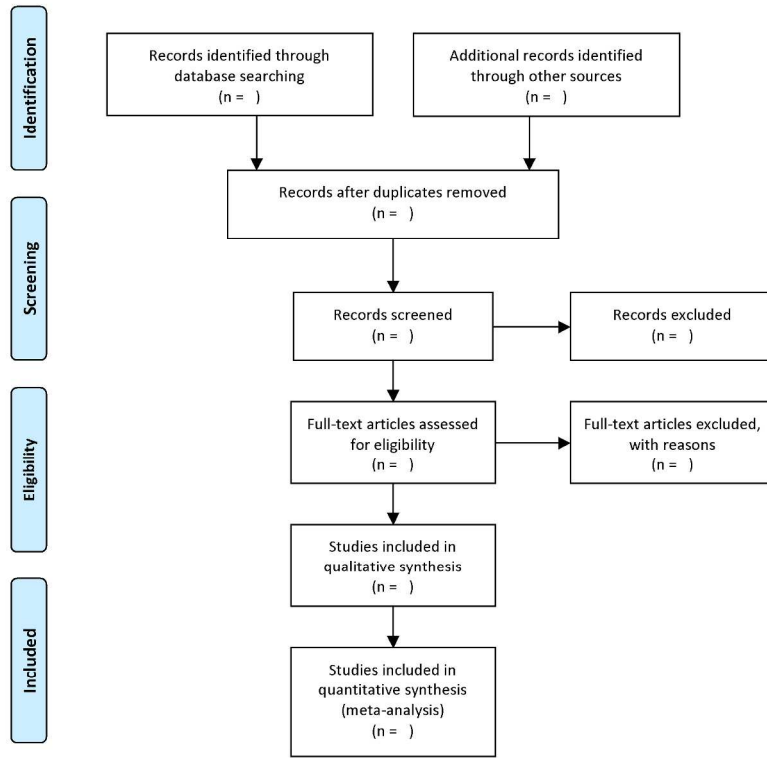 Identification
Records identified through
database searching
(n =   )
Additional records identified
through other sources
(n =   )
Records after duplicates removed
(n =   )
Screening
Records screened
(n =   )
Records excluded
(n =   )
Eligibility
Full-text articles assessed
for eligibility
(n =   )
Full-text articles excluded,
with reasons
(n =   )
Studies included in
qualitative synthesis
(n =   )
Included
Studies included in
quantitative synthesis
(meta-analysis)
(n =   )